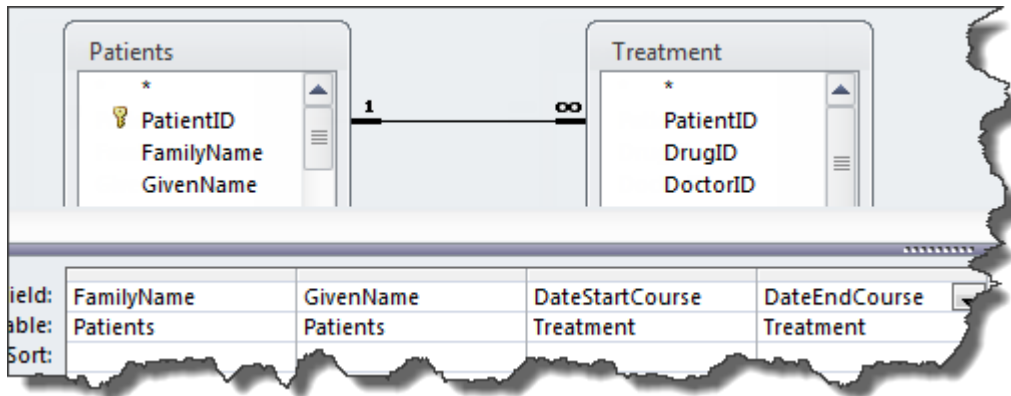 Patients
*
PatientID
FamilyName
GivenName
1 ∞
Treatment
*
PatientID
DrugID
DoctorID
ield: FamilyName GivenName DateStartCourse DateEndCourse
able: Patients Patients Treatment Treatment
Sort: